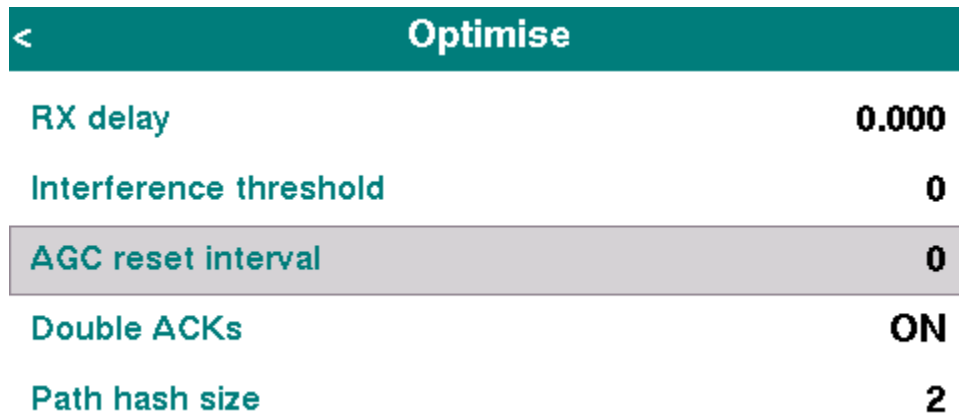 < Optimise
RX delay 0.000
Interference threshold 0
AGC reset interval 0
Double ACKs ON
Path hash size 2